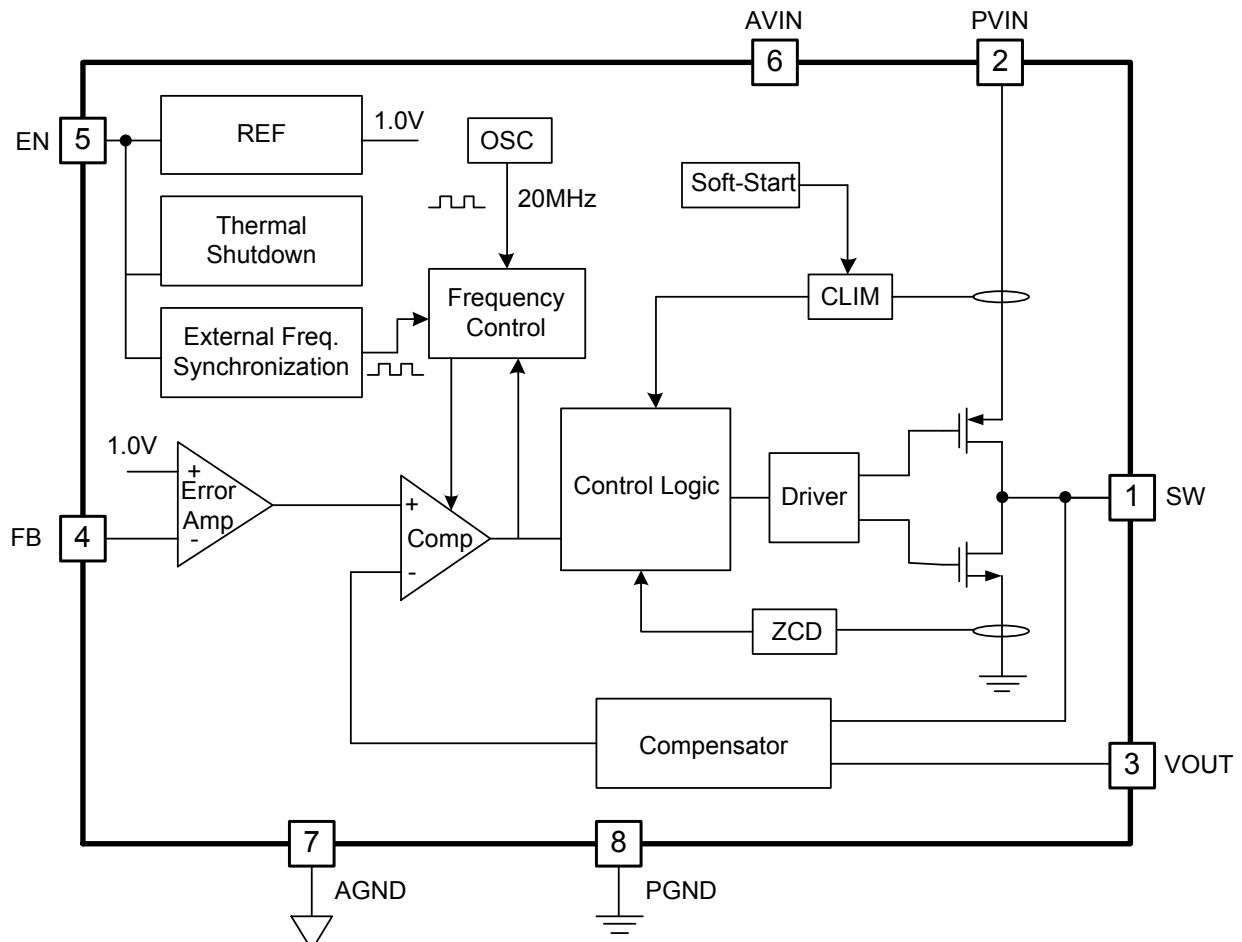 AVIN
PVIN
6
2
EN
5
REF
1.0V
OSC
20MHz
Soft-Start
Thermal
Shutdown
Frequency
Control
CLIM
External Freq.
Synchronization
1.0V
+
Error
Amp
-
FB
4
+
Comp
-
Control Logic
Driver
1
SW
ZCD
Compensator
3
VOUT
7
AGND
8
PGND